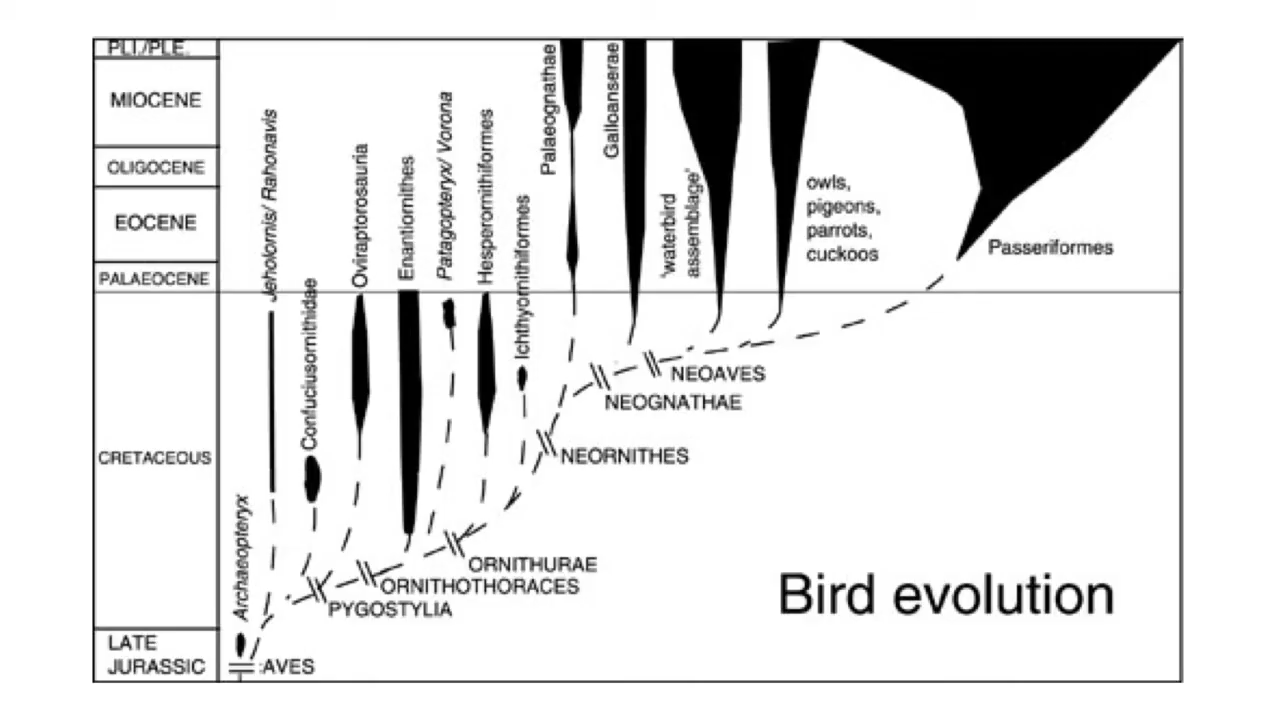 PLI./PLE.
MIOCENE
OLIGOCENE
EOCENE
PALAEOCENE
CRETACEOUS
LATE
JURASSIC
Archaeopteryx
Jeholornis/ Rahonavis
Confuciusornithidae
Oviraptorosauria
Enantiornithes
Patagopteryx/ Vorona
Hesperornithiformes
Ichthyornithiformes
Palaeognathae
Galloanserae
'waterbird
assemblage'
owls,
pigeons,
parrots,
cuckoos
Passeriformes
NEOAVES
NEOGNATHAE
NEORNITHES
ORNITHURAE
ORNITHOTHORACES
PYGOSTYLIA
AVES
Bird evolution